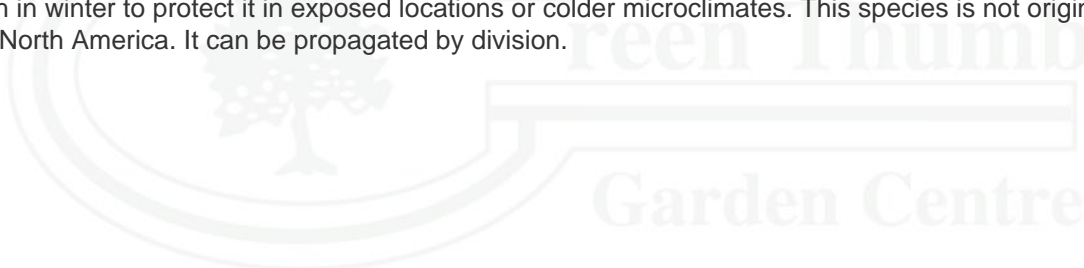 in winter to protect it in exposed locations or colder microclimates. This species is not
North America. It can be propagated by division.
Thumb
Garden Centre